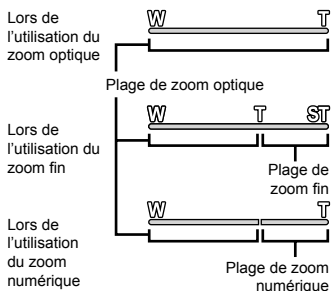 Lors de
l'utilisation du
zoom optique
W T
Plage de zoom optique
Lors de
l'utilisation du
zoom fin
W T ST
Plage de
zoom fin
Lors de
l'utilisation
du zoom
numérique
W T
Plage de zoom
numérique